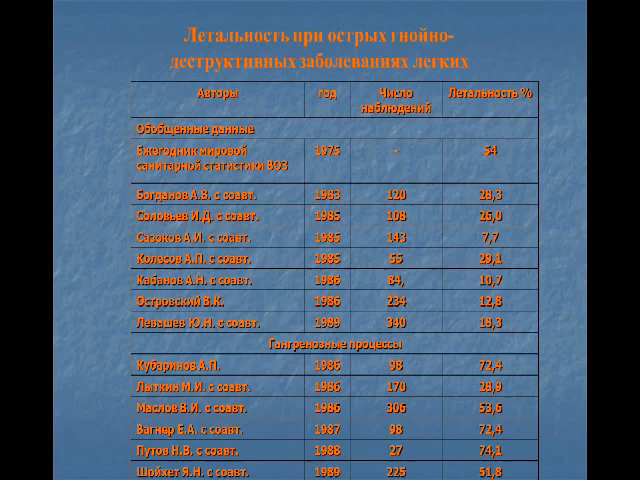 Летальность при острых гнойно-
деструктивных заболеваниях легких
Авторы год Число наблюдений Летальность %
Обобщенные данные
Ежегодник мировой санитарной статистики ВОЗ 1975 - 54
Богданов А.В. с соавт. 1983 120 28,3
Соловьев И.Д. с соавт. 1985 108 26,0
Сазоков А.И. с соавт. 1985 143 7,7
Колесов А.П. с соавт. 1985 55 29,1
Хабанов А.Н. с соавт. 1986 84, 10,7
Островский В.К. 1986 234 12,8
Левашев Ю.Н. с соавт. 1989 340 18,3
Гангренозные процессы
Кубаринов А.П. 1986 98 72,4
Лыткин М.И. с соавт. 1986 170 28,9
Маслов В.И. с соавт. 1986 306 53,6
Вагнер Е.А. с соавт. 1987 98 72,4
Путов Н.В. с соавт. 1988 27 74,1
Шойхет Я.Н. с соавт. 1989 225 51,8